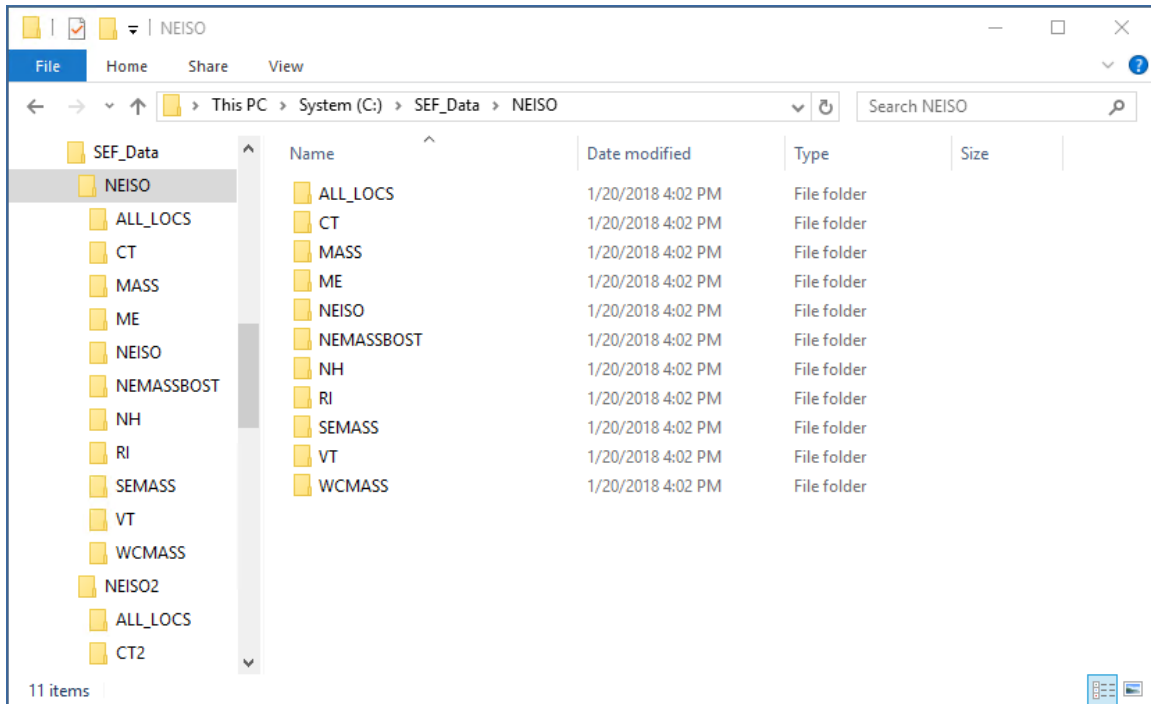 NEISO
File Home Share View
This PC System (C:) SEF_Data NEISO Search NEISO
SEF_Data
NEISO
ALL_LOCS
CT
MASS
ME
NEISO
NEMASSBOST
NH
RI
SEMASS
VT
WCMASS
NEISO2
ALL_LOCS
CT2
Name Date modified Type Size
ALL_LOCS 1/20/2018 4:02 PM File folder
CT 1/20/2018 4:02 PM File folder
MASS 1/20/2018 4:02 PM File folder
ME 1/20/2018 4:02 PM File folder
NEISO 1/20/2018 4:02 PM File folder
NEMASSBOST 1/20/2018 4:02 PM File folder
NH 1/20/2018 4:02 PM File folder
RI 1/20/2018 4:02 PM File folder
SEMASS 1/20/2018 4:02 PM File folder
VT 1/20/2018 4:02 PM File folder
WCMASS 1/20/2018 4:02 PM File folder
11 items